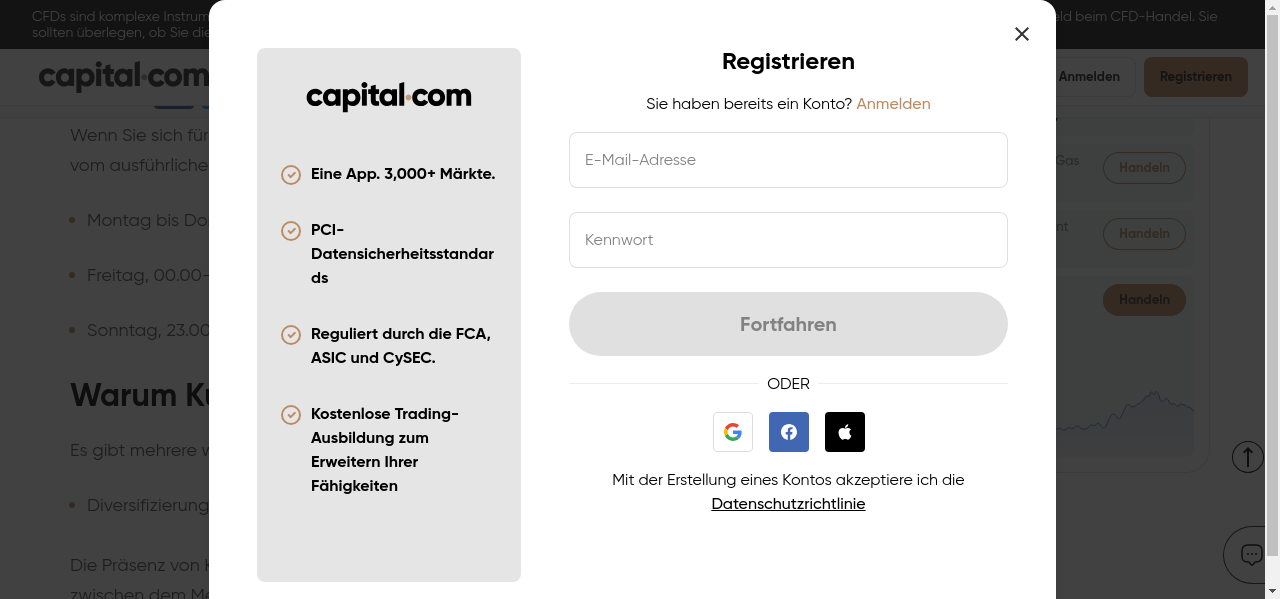 CFDs sind komplexe Instrum
eld beim CFD-Handel. Sie
sollten überlegen, ob Sie die
capital.com
Anmelden
Registrieren
Wenn Sie sich für
vom ausführliche
Montag bis Do
Freitag, 00.00-
Sonntag, 23.00
Warum Ku
Es gibt mehrere w
Diversifizierung
Die Präsenz von K
zwischen dem Me
Gas
Handeln
nt
Handeln
Handeln
capital.com
Eine App. 3,000+ Märkte.
PCI-
Datensicherheitsstandar
ds
Reguliert durch die FCA,
ASIC und CySEC.
Kostenlose Trading-
Ausbildung zum
Erweitern Ihrer
Fähigkeiten
Registrieren
Sie haben bereits ein Konto? Anmelden
E-Mail-Adresse
Kennwort
Fortfahren
ODER
Mit der Erstellung eines Kontos akzeptiere ich die
Datenschutzrichtlinie